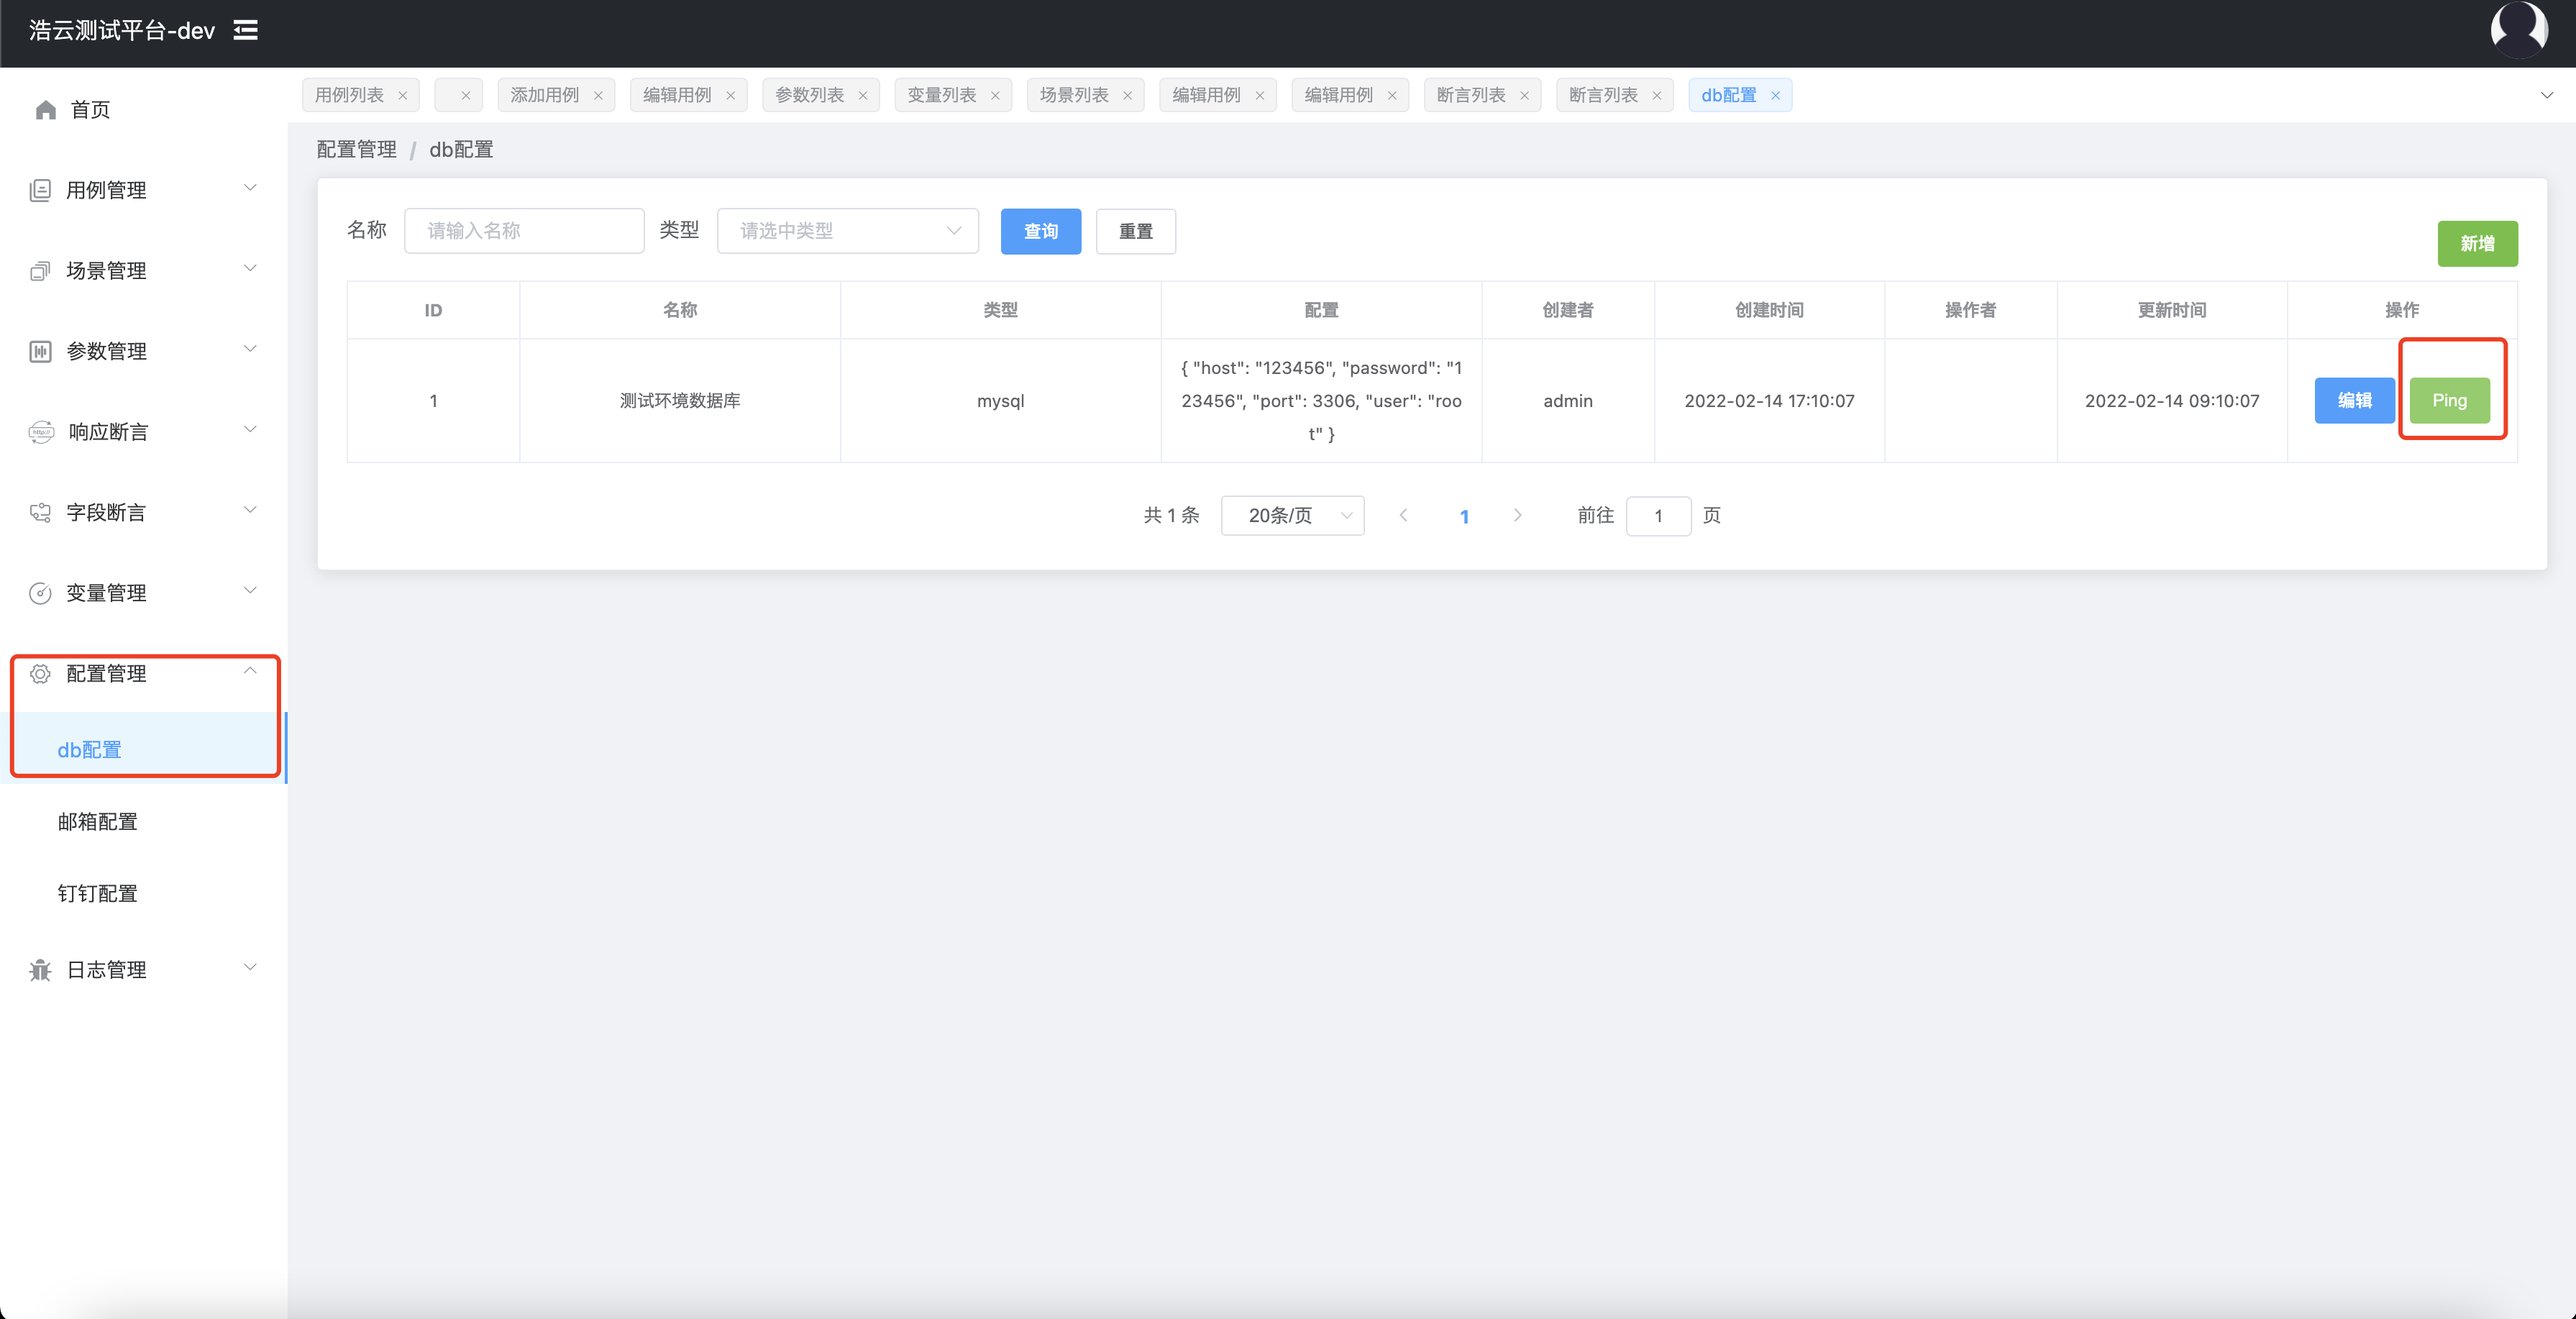 浩云测试平台-dev
用例列表
添加用例
编辑用例
参数列表
变量列表
场景列表
编辑用例
编辑用例
断言列表
断言列表
db配置
首页
用例管理
场景管理
参数管理
http://
响应断言
字段断言
变量管理
配置管理
db配置
邮箱配置
钉钉配置
日志管理
配置管理 / db配置
名称 请输入名称 类型 请选中类型 查询 重置
新增
ID 名称 类型 配置 创建者 创建时间 操作者 更新时间 操作
1 测试环境数据库 mysql
{ "host": "123456", "password": "1
23456", "port": 3306, "user": "roo
t" }
admin 2022-02-14 17:10:07 2022-02-14 09:10:07 编辑 Ping
共 1 条 20条/页 1 前往 1 页